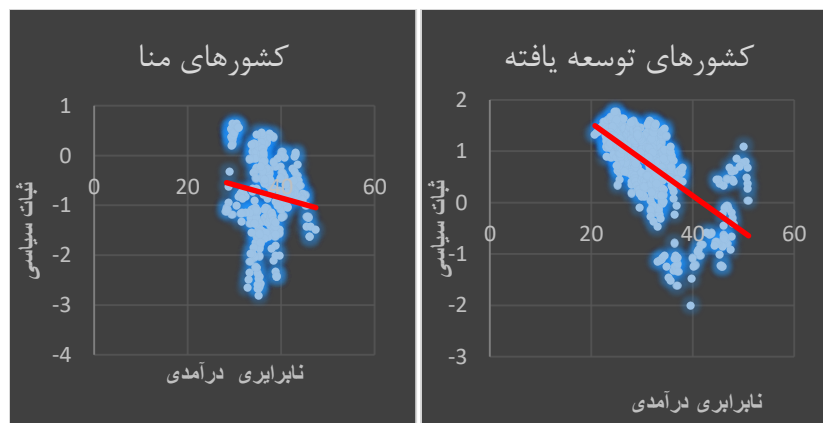 کشورهای منا
1
0
-1
-2
-3
-4
0 20 40 60
ثبات سیاسی
نابرایری درآمدی
کشورهای توسعه یافته
2
1
0
-1
-2
-3
0 20 40 60
ثبات سیاسی
نابرابری درآمدی